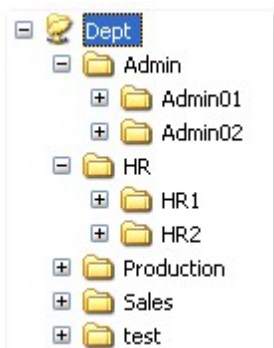 Dept
Admin
Admin01
Admin02
HR
HR1
HR2
Production
Sales
test